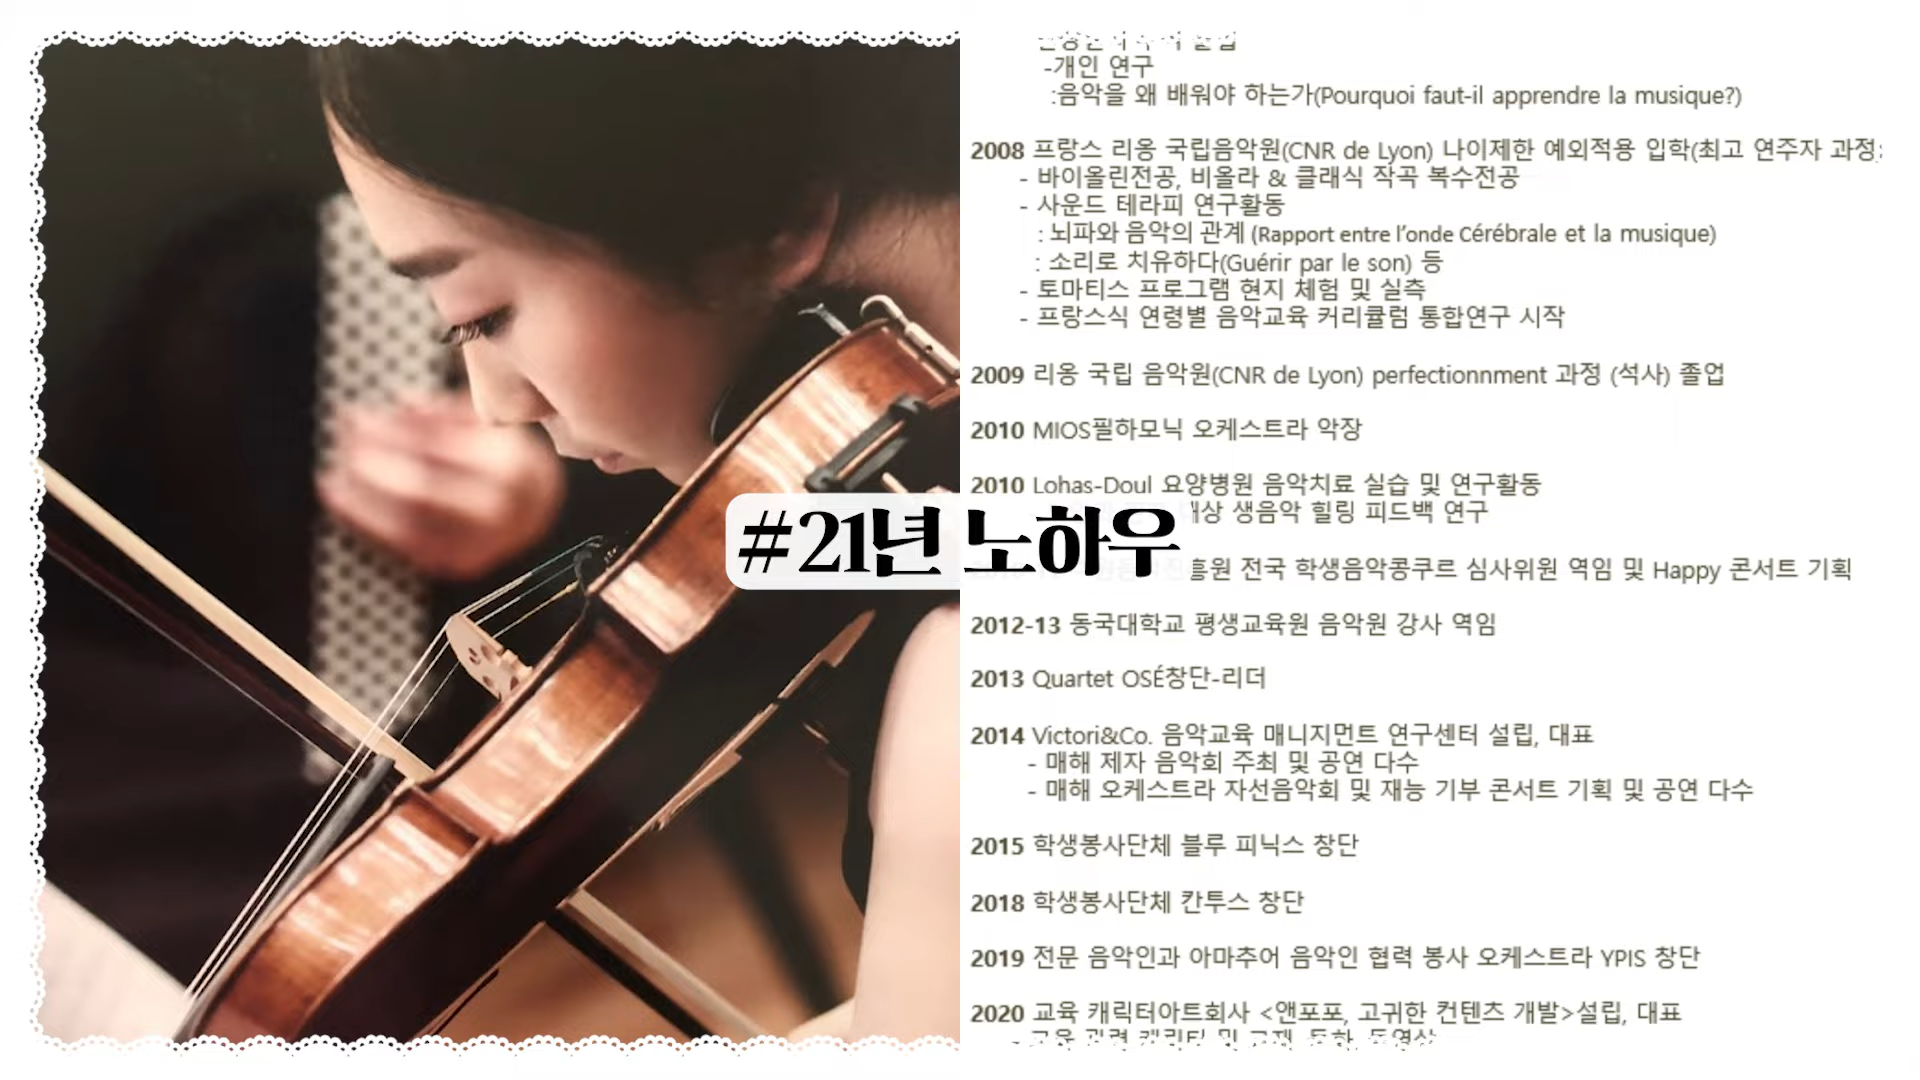 -개인 연구
:음악을 왜 배워야 하는가(Pourquoi faut-il apprendre la musique?)
2008 프랑스 리옹 국립음악원(CNR de Lyon) 나이제한 예외적용 입학(최고 연주자 과정)
- 바이올린전공, 비올라 & 클래식 작곡 복수전공
- 사운드 테라피 연구활동
: 뇌파와 음악의 관계 (Rapport entre l'onde Cérébrale et la musique)
: 소리로 치유하다(Guérir par le son) 등
- 토마티스 프로그램 현지 체험 및 실측
- 프랑스식 연령별 음악교육 커리큘럼 통합연구 시작
2009 리옹 국립 음악원(CNR de Lyon) perfectionnment 과정 (석사) 졸업
2010 MIOS필하모닉 오케스트라 악장
2010 Lohas-Doul 요양병원 음악치료 실습 및 연구활동
생음악 힐링 피드백 연구
#21년 노하우
전국 학생음악콩쿠르 심사위원 역임 및 Happy 콘서트 기획
2012-13 동국대학교 평생교육원 음악원 강사 역임
2013 Quartet OSÉ창단-리더
2014 Victori&Co. 음악교육 매니지먼트 연구센터 설립, 대표
- 매해 제자 음악회 주최 및 공연 다수
- 매해 오케스트라 자선음악회 및 재능 기부 콘서트 기획 및 공연 다수
2015 학생봉사단체 블루 피닉스 창단
2018 학생봉사단체 칸투스 창단
2019 전문 음악인과 아마추어 음악인 협력 봉사 오케스트라 YPIS 창단
2020 교육 캐릭터아트회사 <앤포포, 고귀한 컨텐츠 개발>설립, 대표